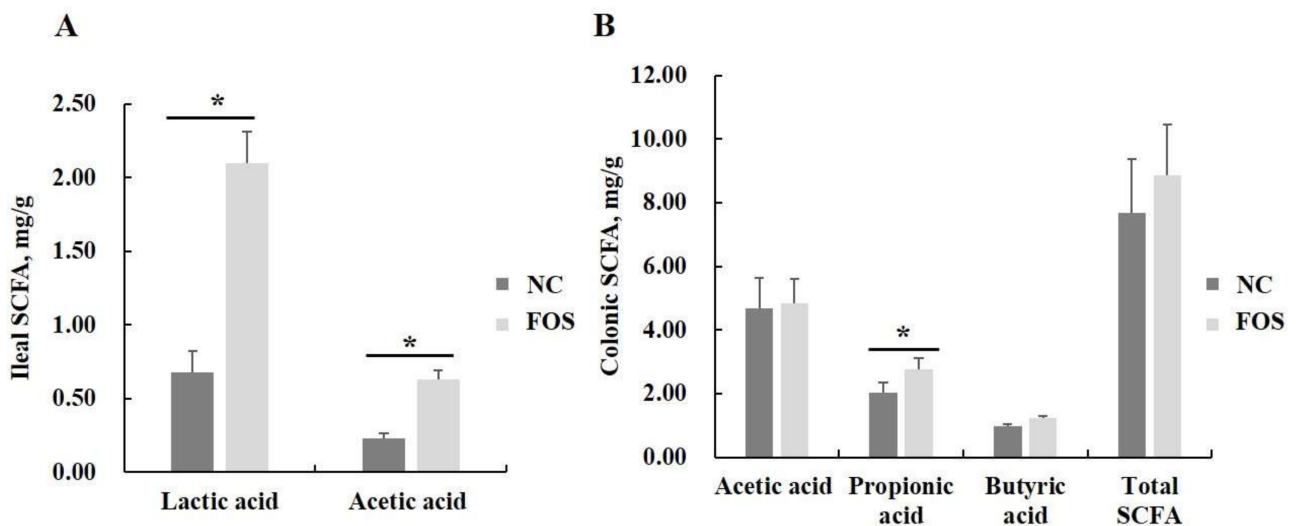 A
Ileal SCFA, mg/g
2.50
2.00
1.50
1.00
0.50
0.00
*
*
Lactic acid
Acetic acid
NC
FOS
B
Colonic SCFA, mg/g
12.00
10.00
8.00
6.00
4.00
2.00
0.00
*
Acetic acid
Propionic
acid
Butyric
acid
Total
SCFA
NC
FOS